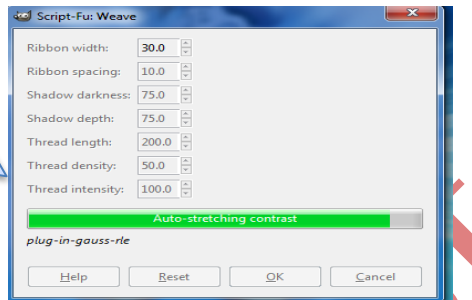 Script-Fu: Weave
Ribbon width: 30.0
Ribbon spacing: 10.0
Shadow darkness: 75.0
Shadow depth: 75.0
Thread length: 200.0
Thread density: 50.0
Thread intensity: 100.0
Auto-stretching contrast
plug-in-gauss-rle
Help Reset OK Cancel